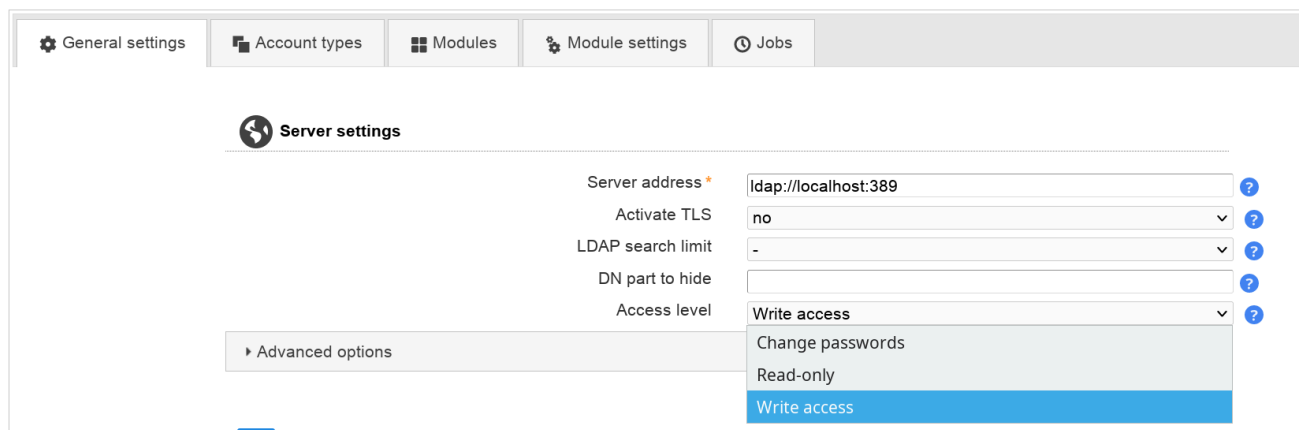 General settings Account types Modules Module settings Jobs
Server settings
Server address * ldap://localhost:389 ?
Activate TLS no ?
LDAP search limit - ?
DN part to hide ?
Access level Write access ?
Advanced options
Change passwords
Read-only
Write access